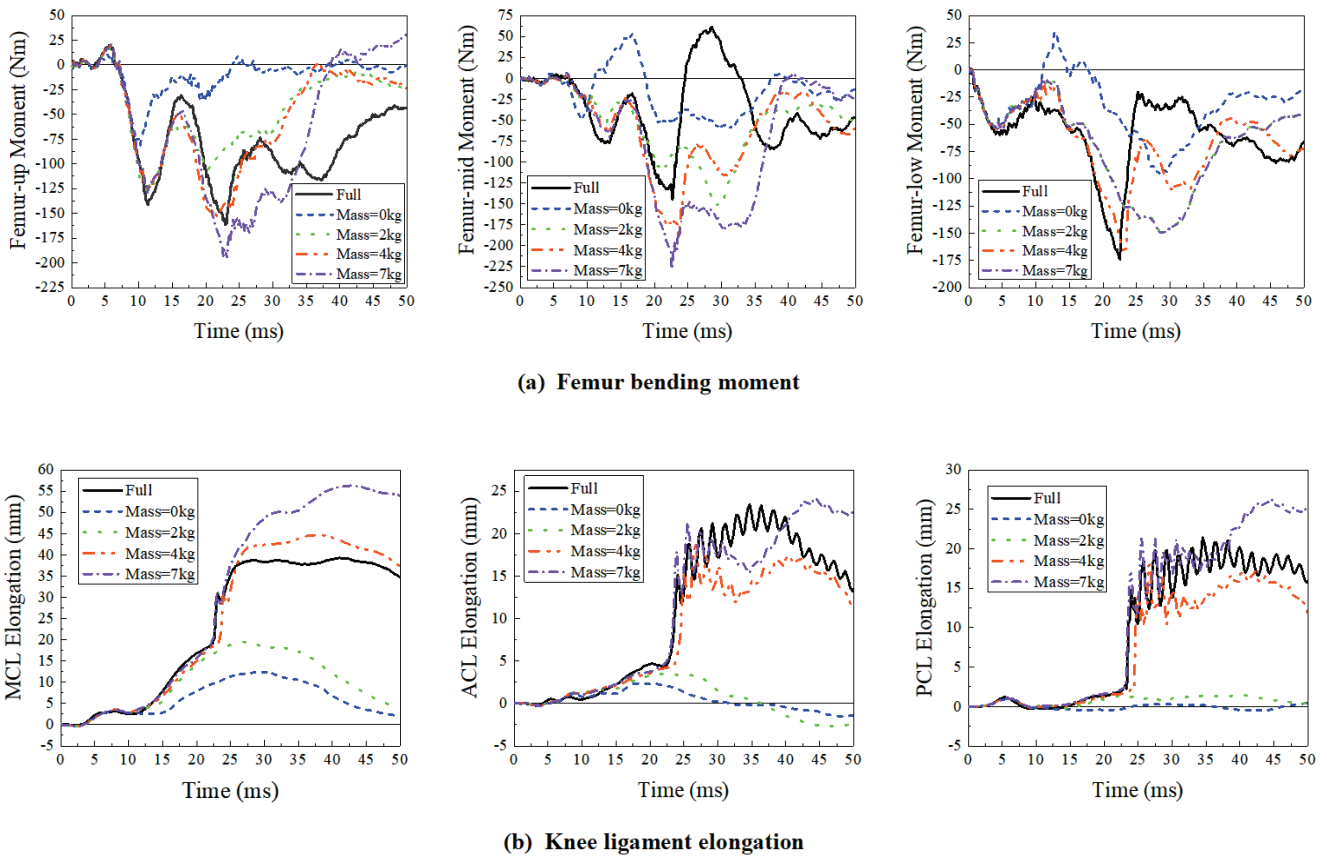 Femur-up Moment (Nm)
50
25
0
-25
-50
-75
-100
-125
-150
-175
-200
-225
Full
Mass=0kg
Mass=2kg
Mass=4kg
Mass=7kg
0 5 10 15 20 25 30 35 40 45 50
Time (ms)
Femur-mid Moment (Nm)
75
50
25
0
-25
-50
-75
-100
-125
-150
-175
-200
-225
-250
Full
Mass=0kg
Mass=2kg
Mass=4kg
Mass=7kg
0 5 10 15 20 25 30 35 40 45 50
Time (ms)
Femur-low Moment (Nm)
50
25
0
-25
-50
-75
-100
-125
-150
-175
-200
Full
Mass=0kg
Mass=2kg
Mass=4kg
Mass=7kg
0 5 10 15 20 25 30 35 40 45 50
Time (ms)
(a) Femur bending moment
MCL Elongation (mm)
60
55
50
45
40
35
30
25
20
15
10
5
0
-5
Full
Mass=0kg
Mass=2kg
Mass=4kg
Mass=7kg
0 5 10 15 20 25 30 35 40 45 50
Time (ms)
ACL Elongation (mm)
25
20
15
10
5
0
-5
Full
Mass=0kg
Mass=2kg
Mass=4kg
Mass=7kg
0 5 10 15 20 25 30 35 40 45 50
Time (ms)
PCL Elongation (mm)
30
25
20
15
10
5
0
-5
Full
Mass=0kg
Mass=2kg
Mass=4kg
Mass=7kg
0 5 10 15 20 25 30 35 40 45 50
Time (ms)
(b) Knee ligament elongation